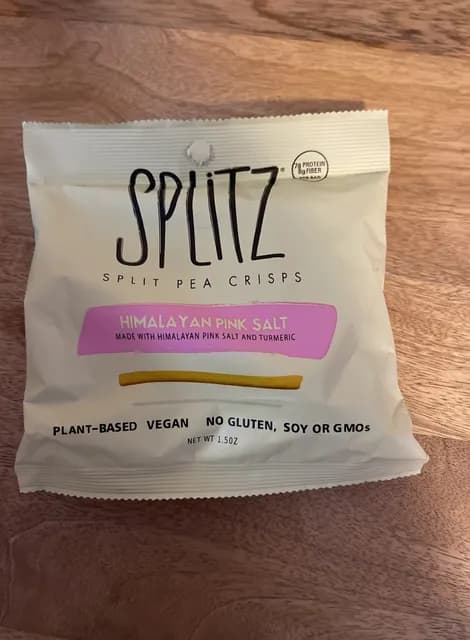 SPLiTZ®
7g PROTEIN
8g FIBER
PER BAG
SPLIT PEA CRISPS
HIMALAYAN PINK SALT
MADE WITH HIMALAYAN PINK SALT AND TURMERIC
PLANT-BASED VEGAN NO GLUTEN, SOY OR GMOs
NET WT 1.5OZ